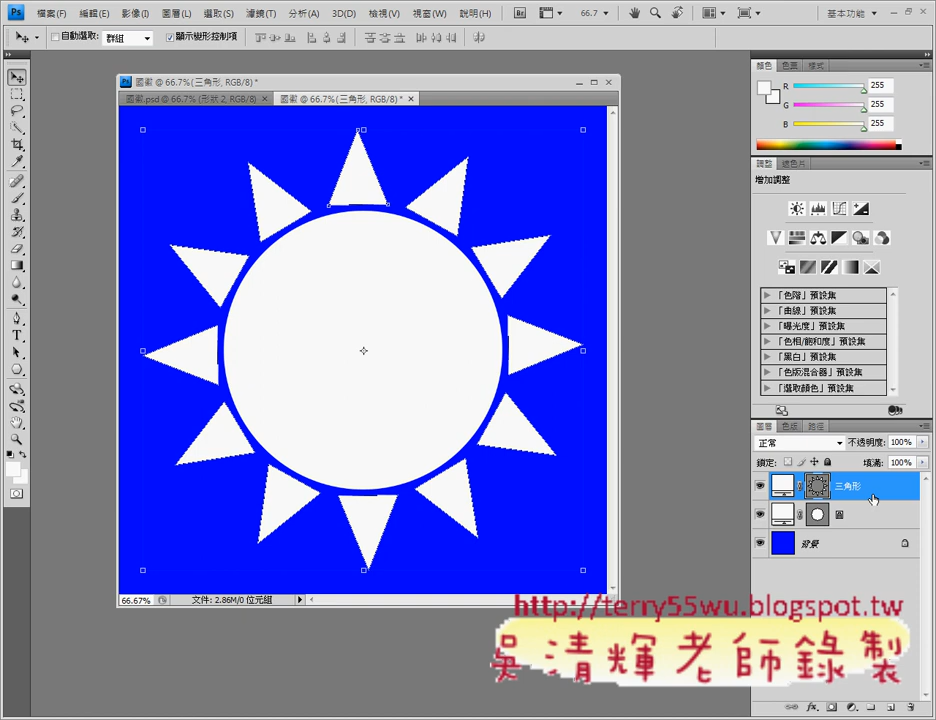 Ps 檔案(F) 編輯(E) 影像(I) 圖層(L) 選取(S) 濾鏡(T) 分析(A) 3D(D) 檢視(V) 視窗(W) 說明(H) Br 66.7 基本功能
自動選取: 群組 顯示變形控制項
Ps 國徽 @ 66.7%(三角形, RGB/8) *
國徽.psd @ 66.7% (形狀 2, RGB/8) 國徽 @ 66.7%(三角形, RGB/8) *
顏色 色票 樣式
R 255
G 255
B 255
調整 遮色片
增加調整
「色階」預設集
「曲線」預設集
「曝光度」預設集
「色相/飽和度」預設集
「黑白」預設集
「色版混合器」預設集
「選取顏色」預設集
圖層 色版 路徑
正常 不透明度: 100%
鎖定: 填滿: 100%
三角形
圓
背景
66.67% 文件: 2.86M/0 位元組
http://terry55wu.blogspot.tw
吳清輝老師錄製